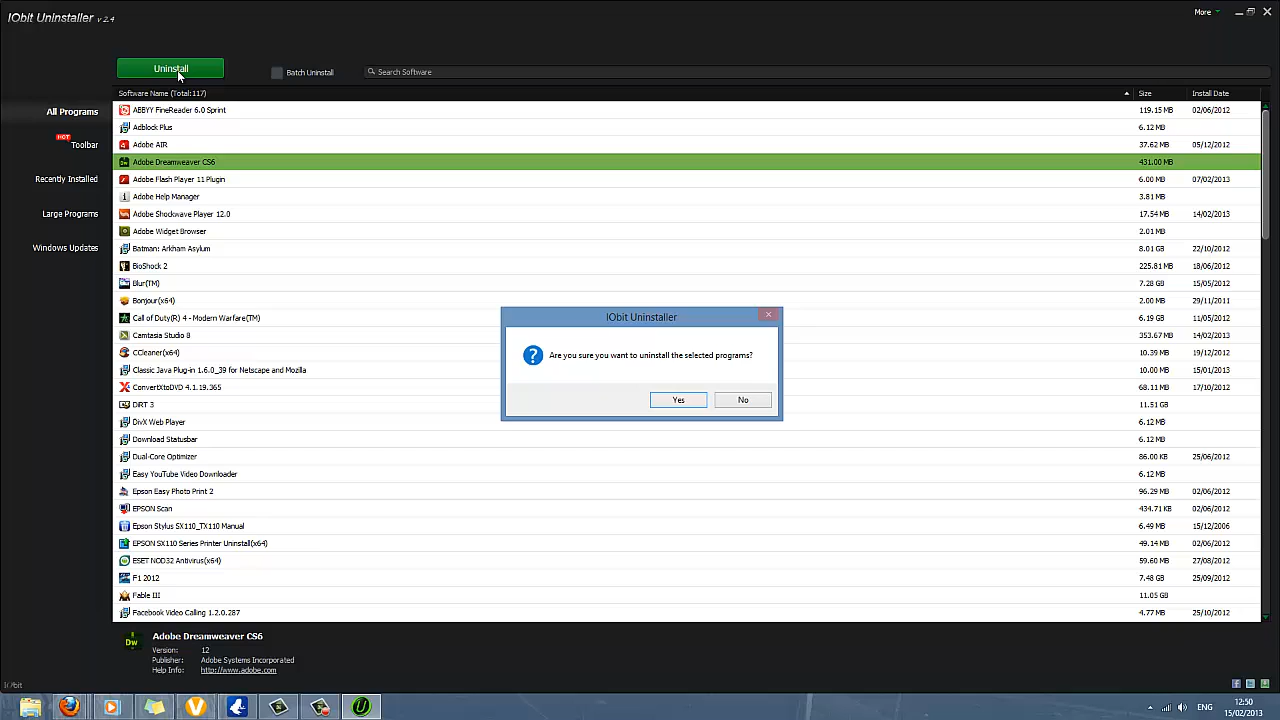 IObit Uninstaller v 2.4
More
Uninstall
Batch Uninstall
Search Software
Software Name (Total:117) Size Install Date
All Programs
HOT
Toolbar
Recently Installed
Large Programs
Windows Updates
ABBYY FineReader 6.0 Sprint 119.15 MB 02/06/2012
Adblock Plus 6.12 MB
Adobe AIR 37.62 MB 05/12/2012
Adobe Dreamweaver CS6 431.00 MB
Adobe Flash Player 11 Plugin 6.00 MB 07/02/2013
Adobe Help Manager 3.81 MB
Adobe Shockwave Player 12.0 17.54 MB 14/02/2013
Adobe Widget Browser 2.01 MB
Batman: Arkham Asylum 8.01 GB 22/10/2012
BioShock 2 225.81 MB 18/06/2012
Blur(TM) 7.28 GB 15/05/2012
Bonjour(x64) 2.00 MB 29/11/2011
Call of Duty(R) 4 - Modern Warfare(TM) 6.19 GB 11/05/2012
Camtasia Studio 8 353.67 MB 14/02/2013
CCleaner(x64) 10.39 MB 19/12/2012
Classic Java Plug-in 1.6.0_39 for Netscape and Mozilla 10.00 MB 15/01/2013
ConvertXtoDVD 4.1.19.365 68.11 MB 17/10/2012
DiRT 3 11.51 GB
DivX Web Player 6.12 MB
Download Statusbar 6.12 MB
Dual-Core Optimizer 86.00 KB 25/06/2012
Easy YouTube Video Downloader 6.12 MB
Epson Easy Photo Print 2 96.29 MB 02/06/2012
EPSON Scan 434.71 KB 02/06/2012
Epson Stylus SX110_TX110 Manual 6.49 MB 15/12/2006
EPSON SX110 Series Printer Uninstall(x64) 49.14 MB 02/06/2012
ESET NOD32 Antivirus(x64) 59.60 MB 27/08/2012
F1 2012 7.48 GB 25/09/2012
Fable III 11.05 GB
Facebook Video Calling 1.2.0.287 4.77 MB 25/10/2012
IObit Uninstaller
Are you sure you want to uninstall the selected programs?
Yes No
Dw
Adobe Dreamweaver CS6
Version: 12
Publisher: Adobe Systems Incorporated
Help Info: http://www.adobe.com
ENG
12:50
15/02/2013